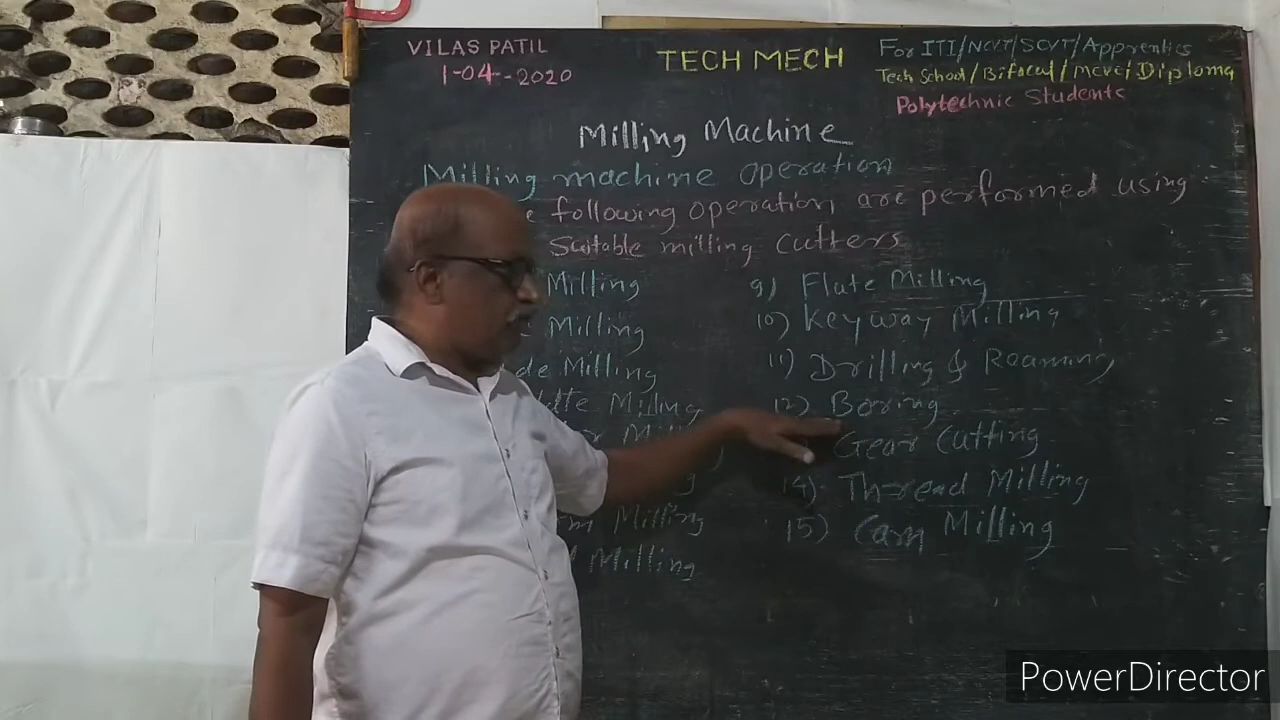 VILAS PATIL
1-04--2020
TECH MECH
For ITI/NCVT/SCVT/Apprentics
Tech School/Bifocal/MCVC/Diploma
Polytechnic Students
Milling Machine
Milling machine operation
following operation are performed using
Suitable milling cutters
Milling
Milling
Milling
Milling
Milling
Milling
9) Flute Milling
10) Keyway Milling
11) Drilling & Reaming
12) Boring
Gear Cutting
14) Thread Milling
15) Cam Milling
PowerDirector